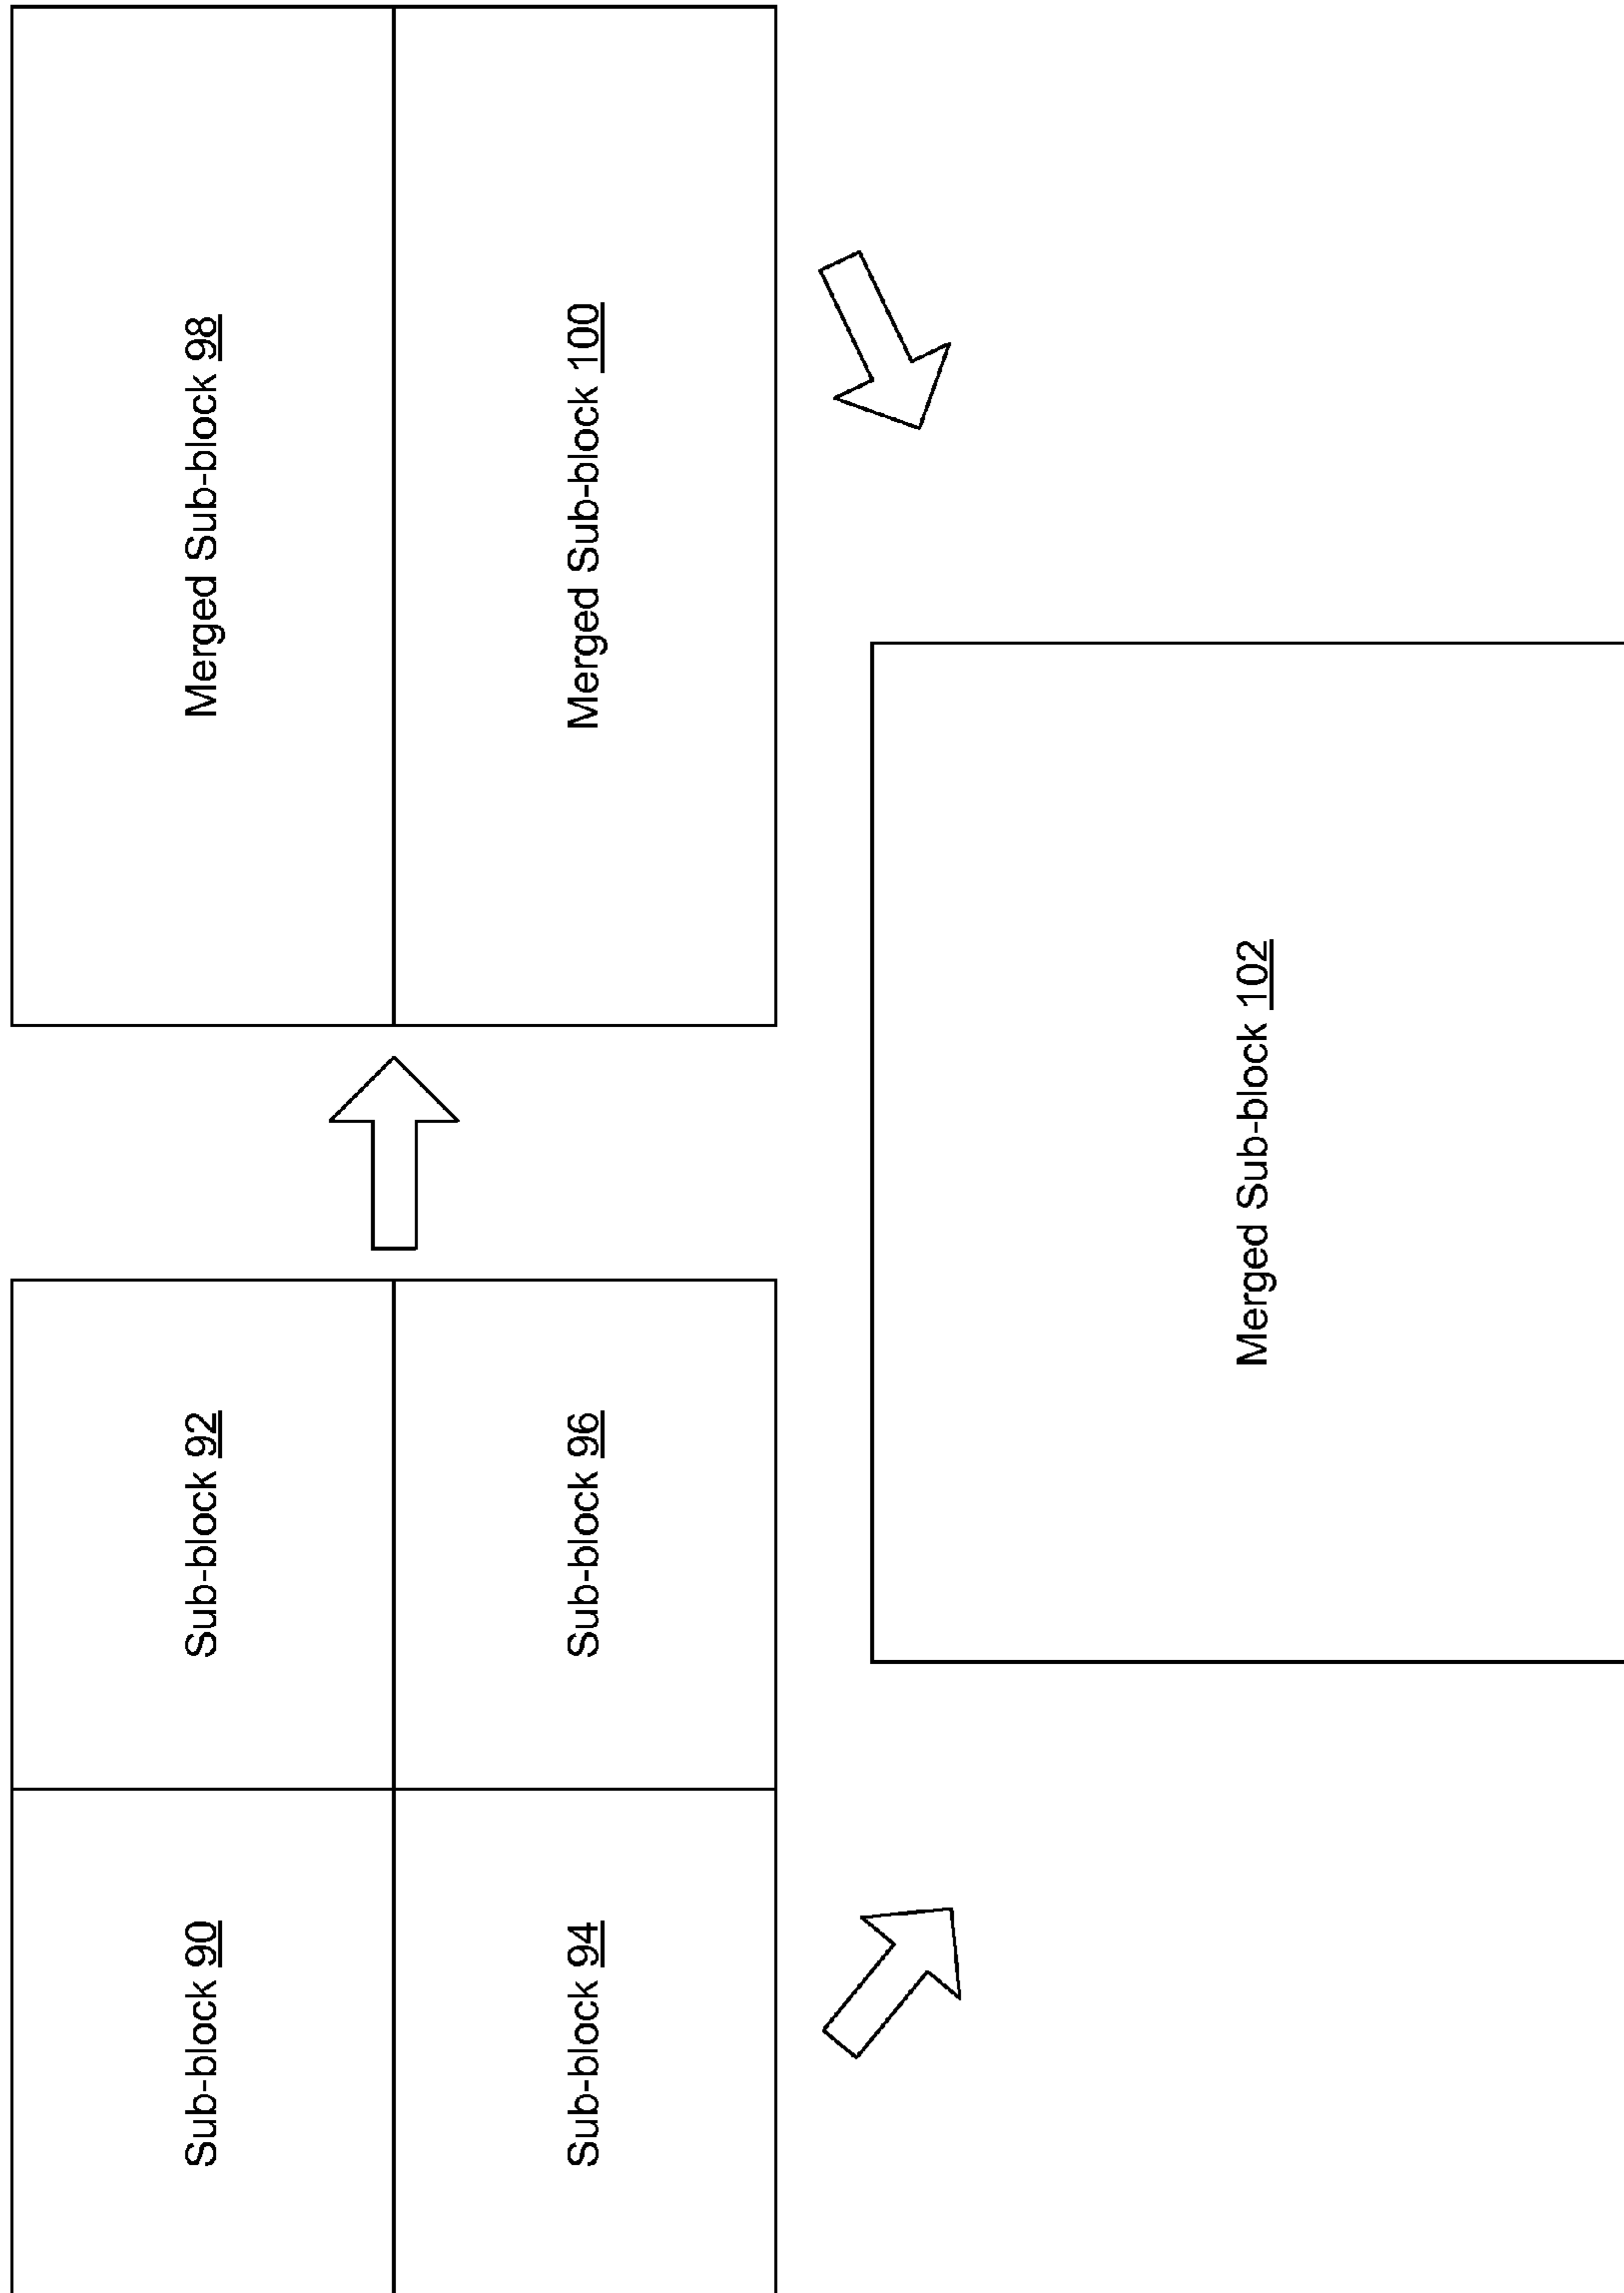 Sub-block 90
Sub-block 92
Sub-block 94
Sub-block 96
Merged Sub-block 98
Merged Sub-block 100
Merged Sub-block 102